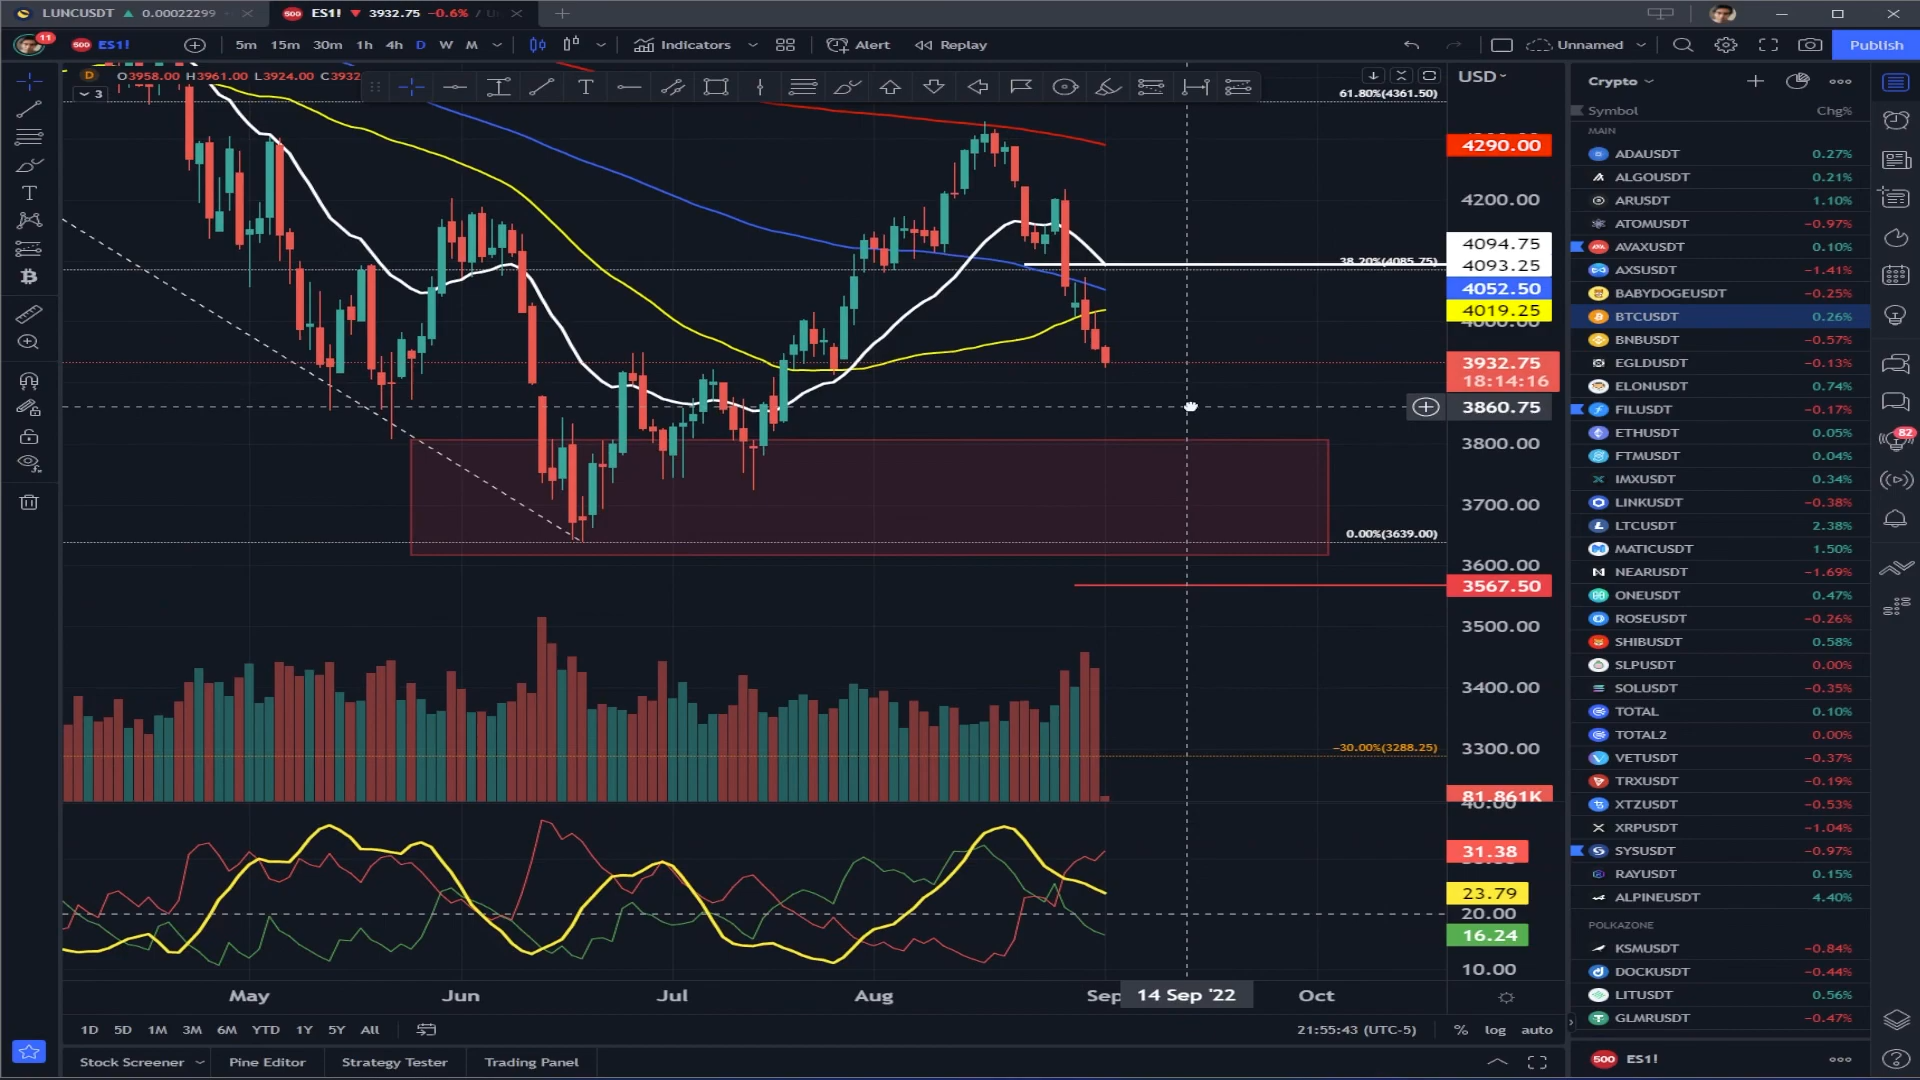 LUNCUSDT ▲ 0.00022299
500 ES1! ▼ 3932.75 −0.6% / U
11 500 ES1! 5m 15m 30m 1h 4h D W M Indicators Alert Replay Unnamed Publish
D O3958.00 H3961.00 L3924.00 C3932
3
USD
61.80%(4361.50)
4290.00
4200.00
4094.75
38.20%(4085.75)
4093.25
4052.50
4019.25
4000.00
3932.75
18:14:16
3860.75
3800.00
3700.00
0.00%(3639.00)
3600.00
3567.50
3500.00
3400.00
−30.00%(3288.25)
3300.00
81.861K
40.00
31.38
23.79
20.00
16.24
10.00
May Jun Jul Aug Sep 14 Sep '22 Oct
1D 5D 1M 3M 6M YTD 1Y 5Y All 21:55:43 (UTC-5) % log auto
Stock Screener Pine Editor Strategy Tester Trading Panel
Crypto
Symbol Chg%
MAIN
ADAUSDT 0.27%
ALGOUSDT 0.21%
ARUSDT 1.10%
ATOMUSDT −0.97%
AVAXUSDT 0.10%
AXSUSDT −1.41%
BABYDOGEUSDT −0.25%
BTCUSDT 0.26%
BNBUSDT −0.57%
EGLDUSDT −0.13%
ELONUSDT 0.74%
FILUSDT −0.17%
ETHUSDT 0.05%
FTMUSDT 0.04%
IMXUSDT 0.34%
LINKUSDT −0.38%
LTCUSDT 2.38%
MATICUSDT 1.50%
NEARUSDT −1.69%
ONEUSDT 0.47%
ROSEUSDT −0.26%
SHIBUSDT 0.58%
SLPUSDT 0.00%
SOLUSDT −0.35%
TOTAL 0.10%
TOTAL2 0.00%
VETUSDT −0.37%
TRXUSDT −0.19%
XTZUSDT −0.53%
XRPUSDT −1.04%
SYSUSDT −0.97%
RAYUSDT 0.15%
ALPINEUSDT 4.40%
POLKAZONE
KSMUSDT −0.84%
DOCKUSDT −0.44%
LITUSDT 0.56%
GLMRUSDT −0.47%
500 ES1!
82